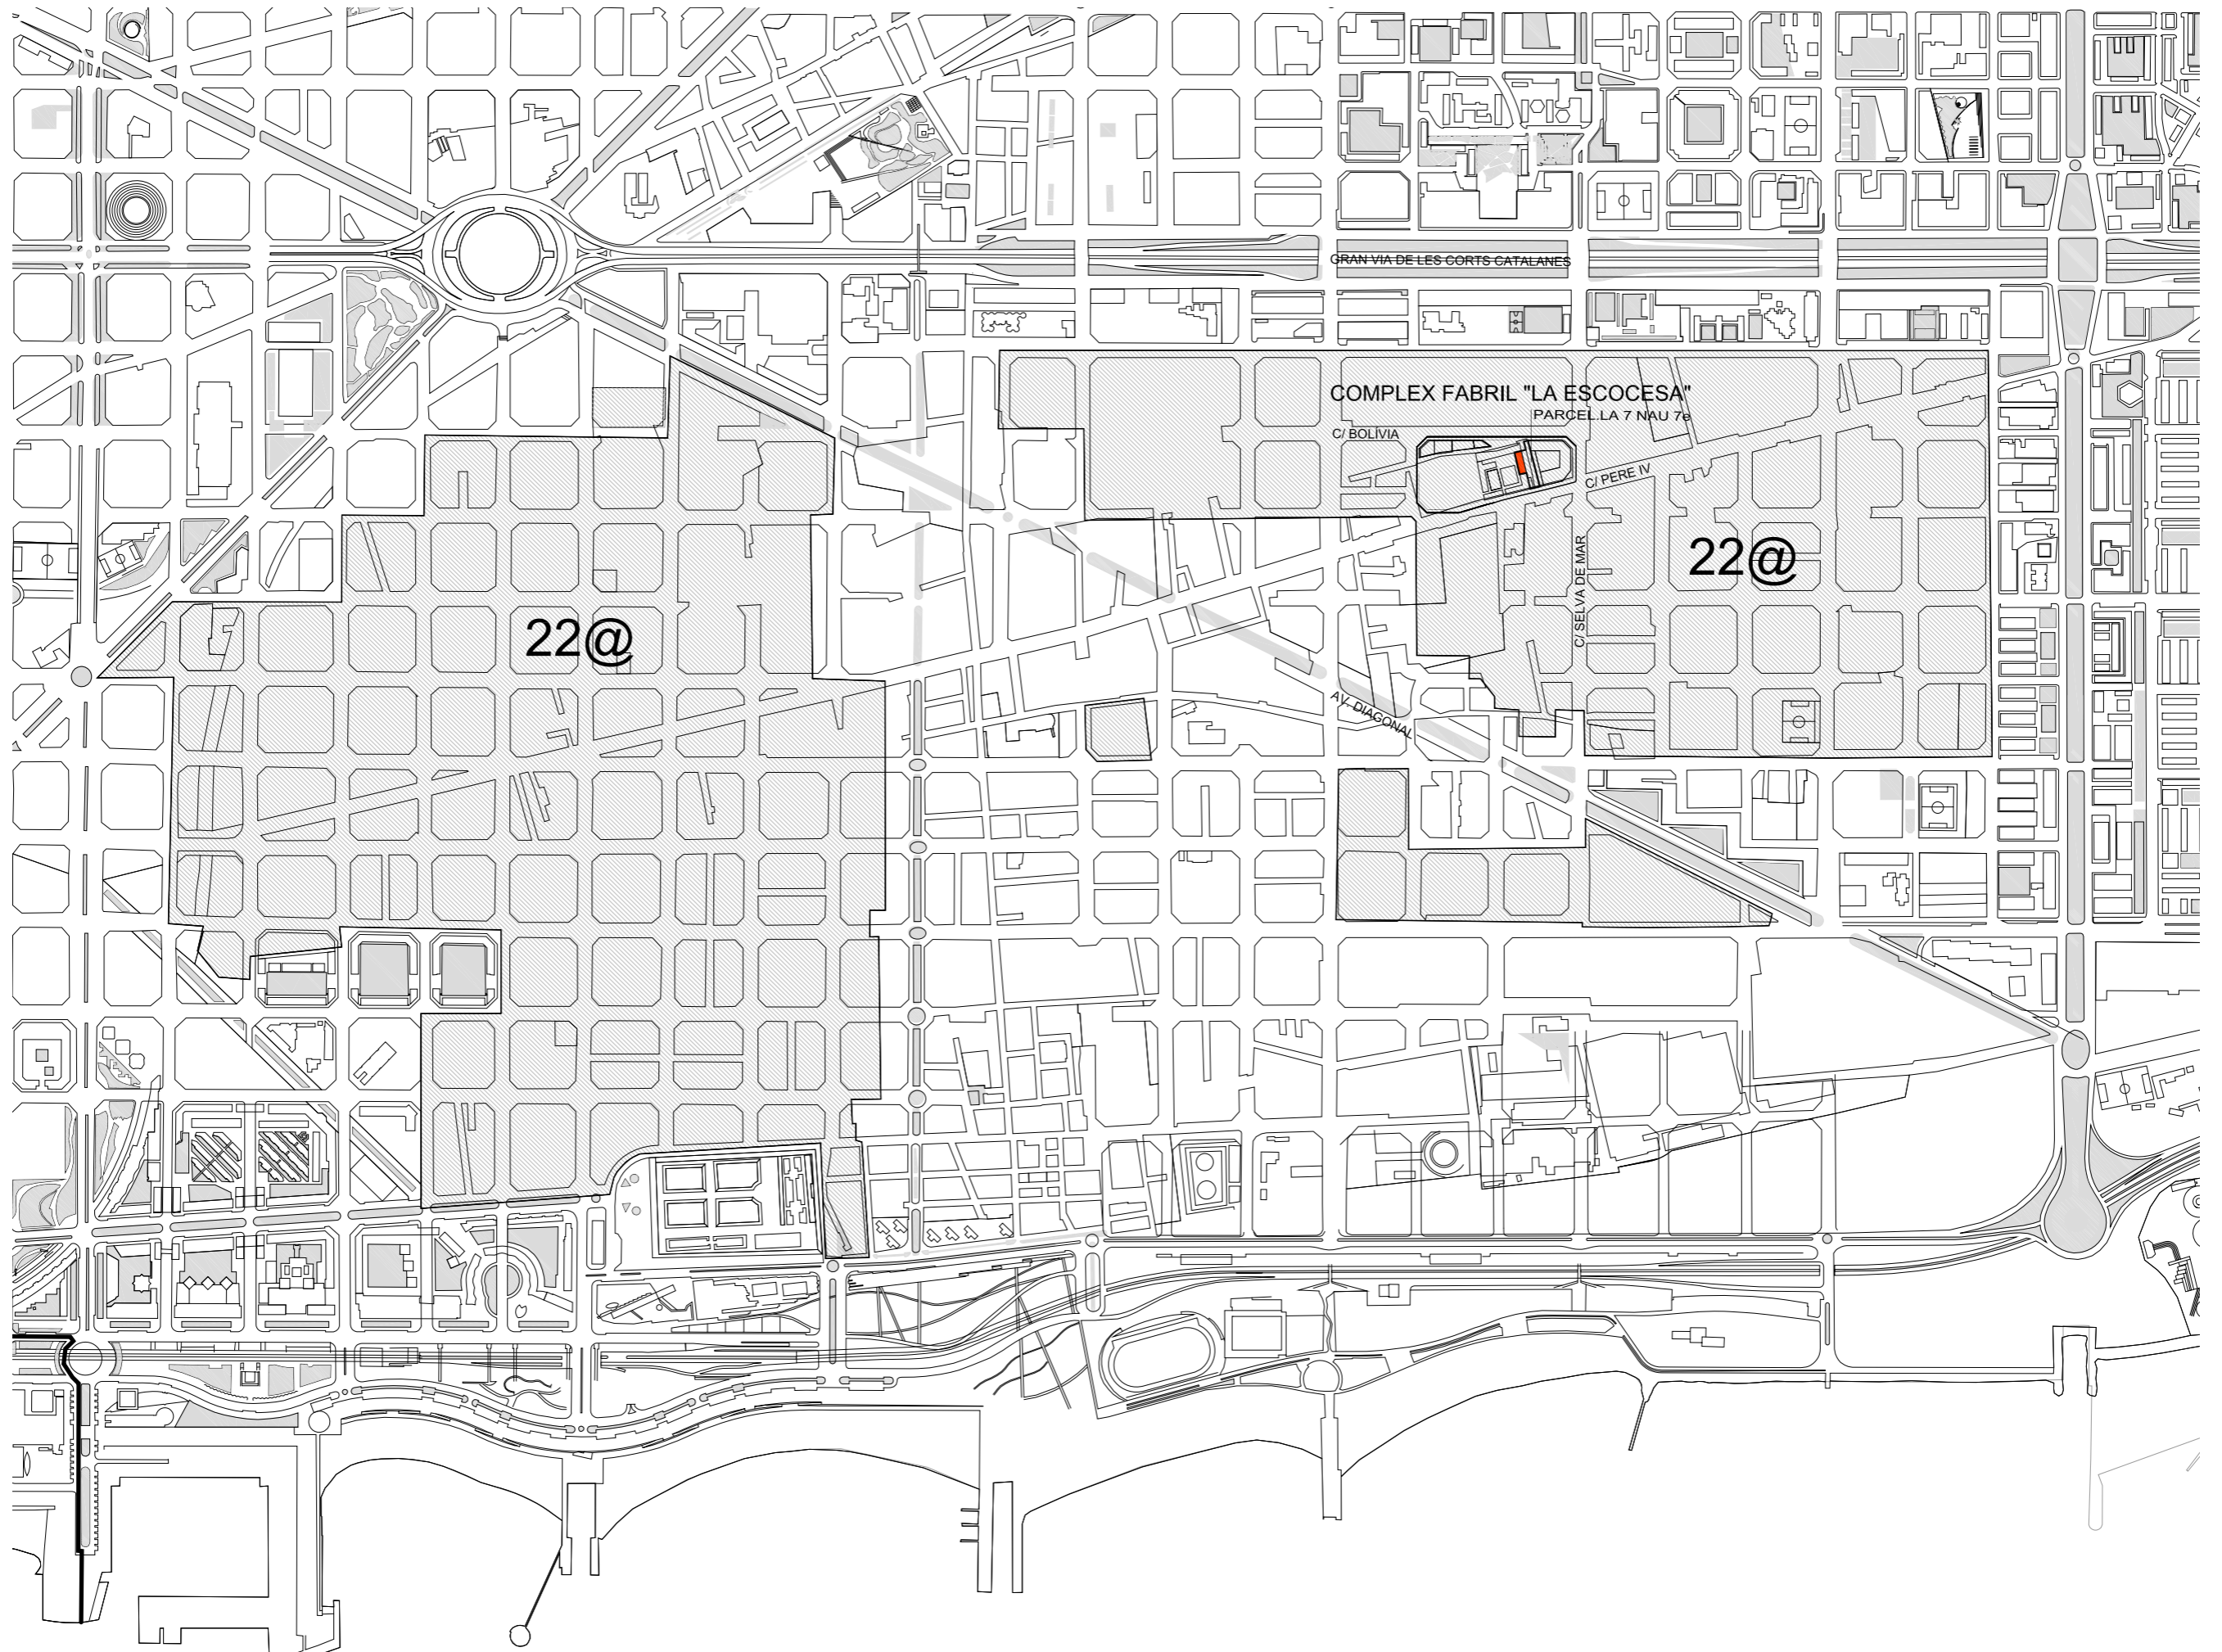 GRAN VIA DE LES CORTS CATALANES
COMPLEX FABRIL "LA ESCOCESA"
PARCEL.LA 7 NAU 7e
C/ BOLÍVIA
C/ PERE IV
22@
C/ SELVA DE MAR
22@
AV. DIAGONAL